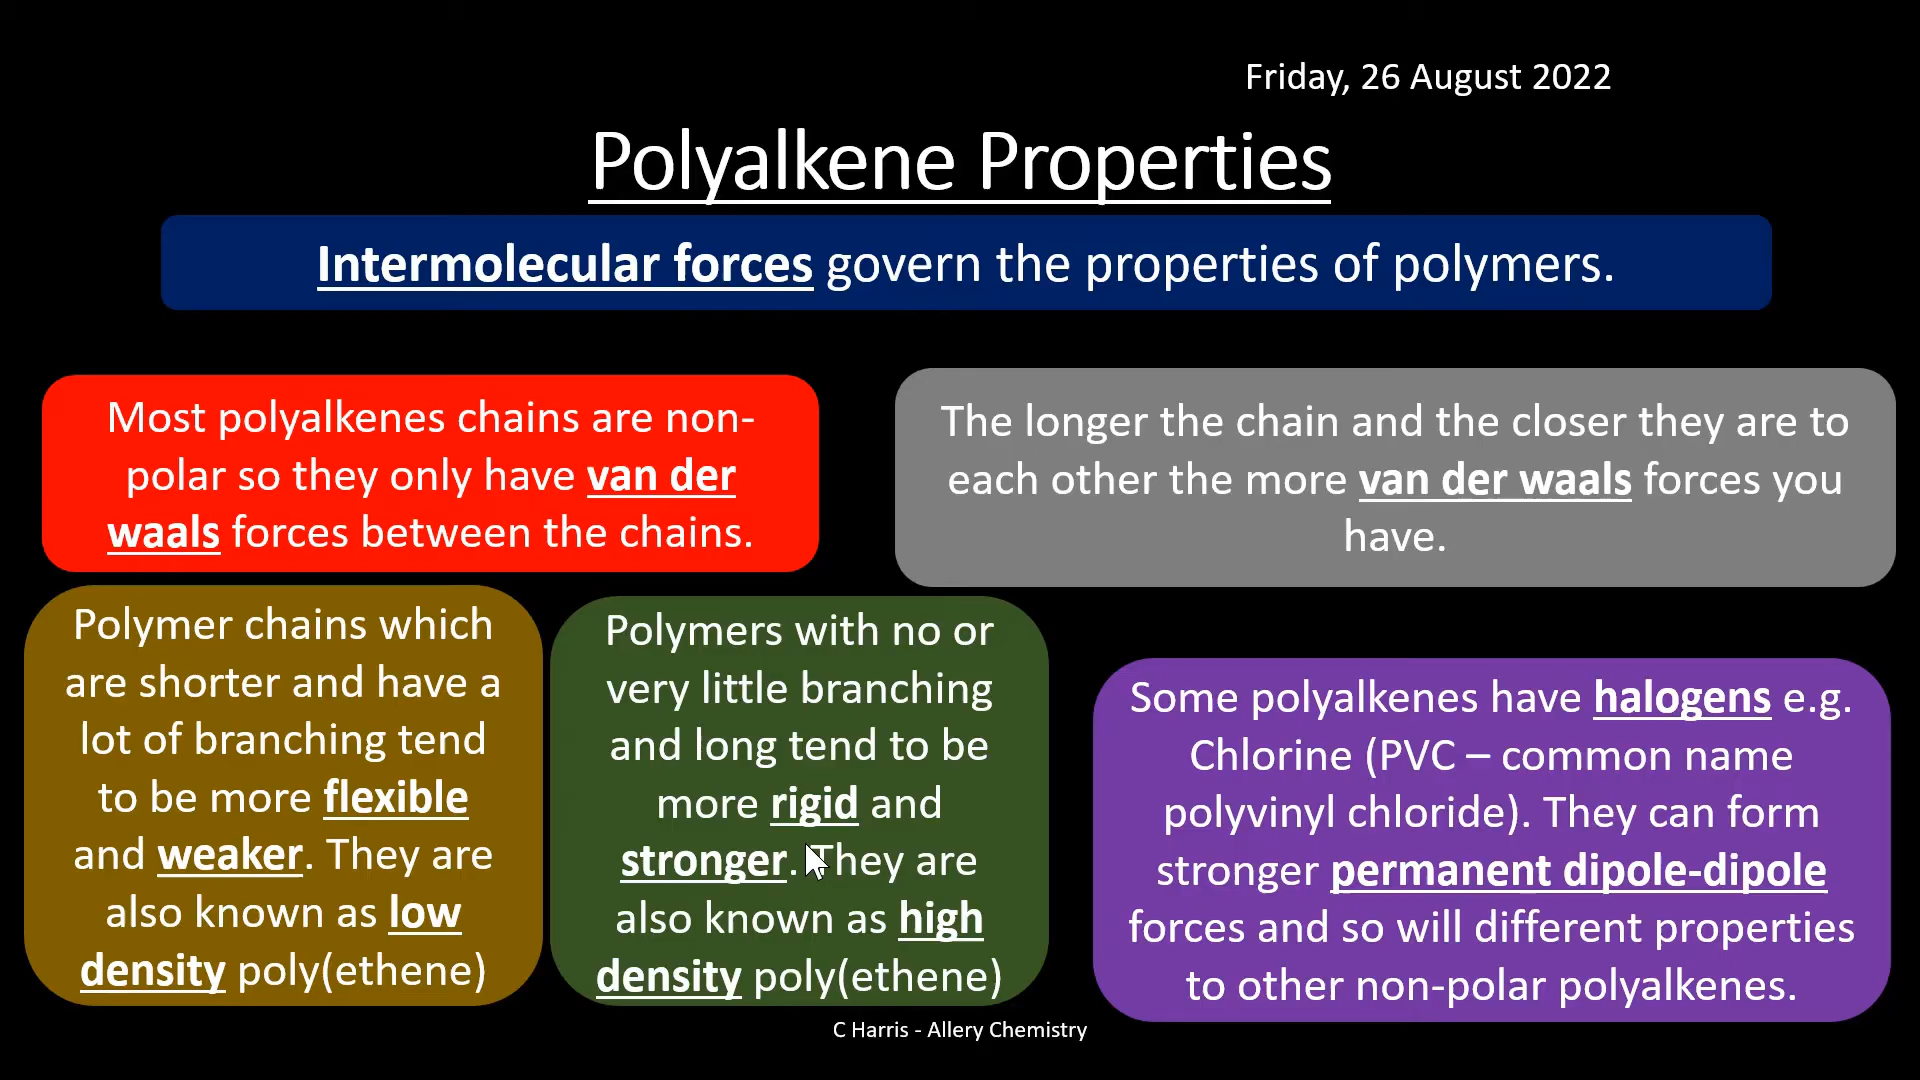 Friday, 26 August 2022
Polyalkene Properties
Intermolecular forces govern the properties of polymers.
Most polyalkenes chains are non-
polar so they only have van der
waals forces between the chains.
The longer the chain and the closer they are to
each other the more van der waals forces you
have.
Polymer chains which
are shorter and have a
lot of branching tend
to be more flexible
and weaker. They are
also known as low
density poly(ethene)
Polymers with no or
very little branching
and long tend to be
more rigid and
stronger. They are
also known as high
density poly(ethene)
Some polyalkenes have halogens e.g.
Chlorine (PVC – common name
polyvinyl chloride). They can form
stronger permanent dipole-dipole
forces and so will different properties
to other non-polar polyalkenes.
C Harris - Allery Chemistry